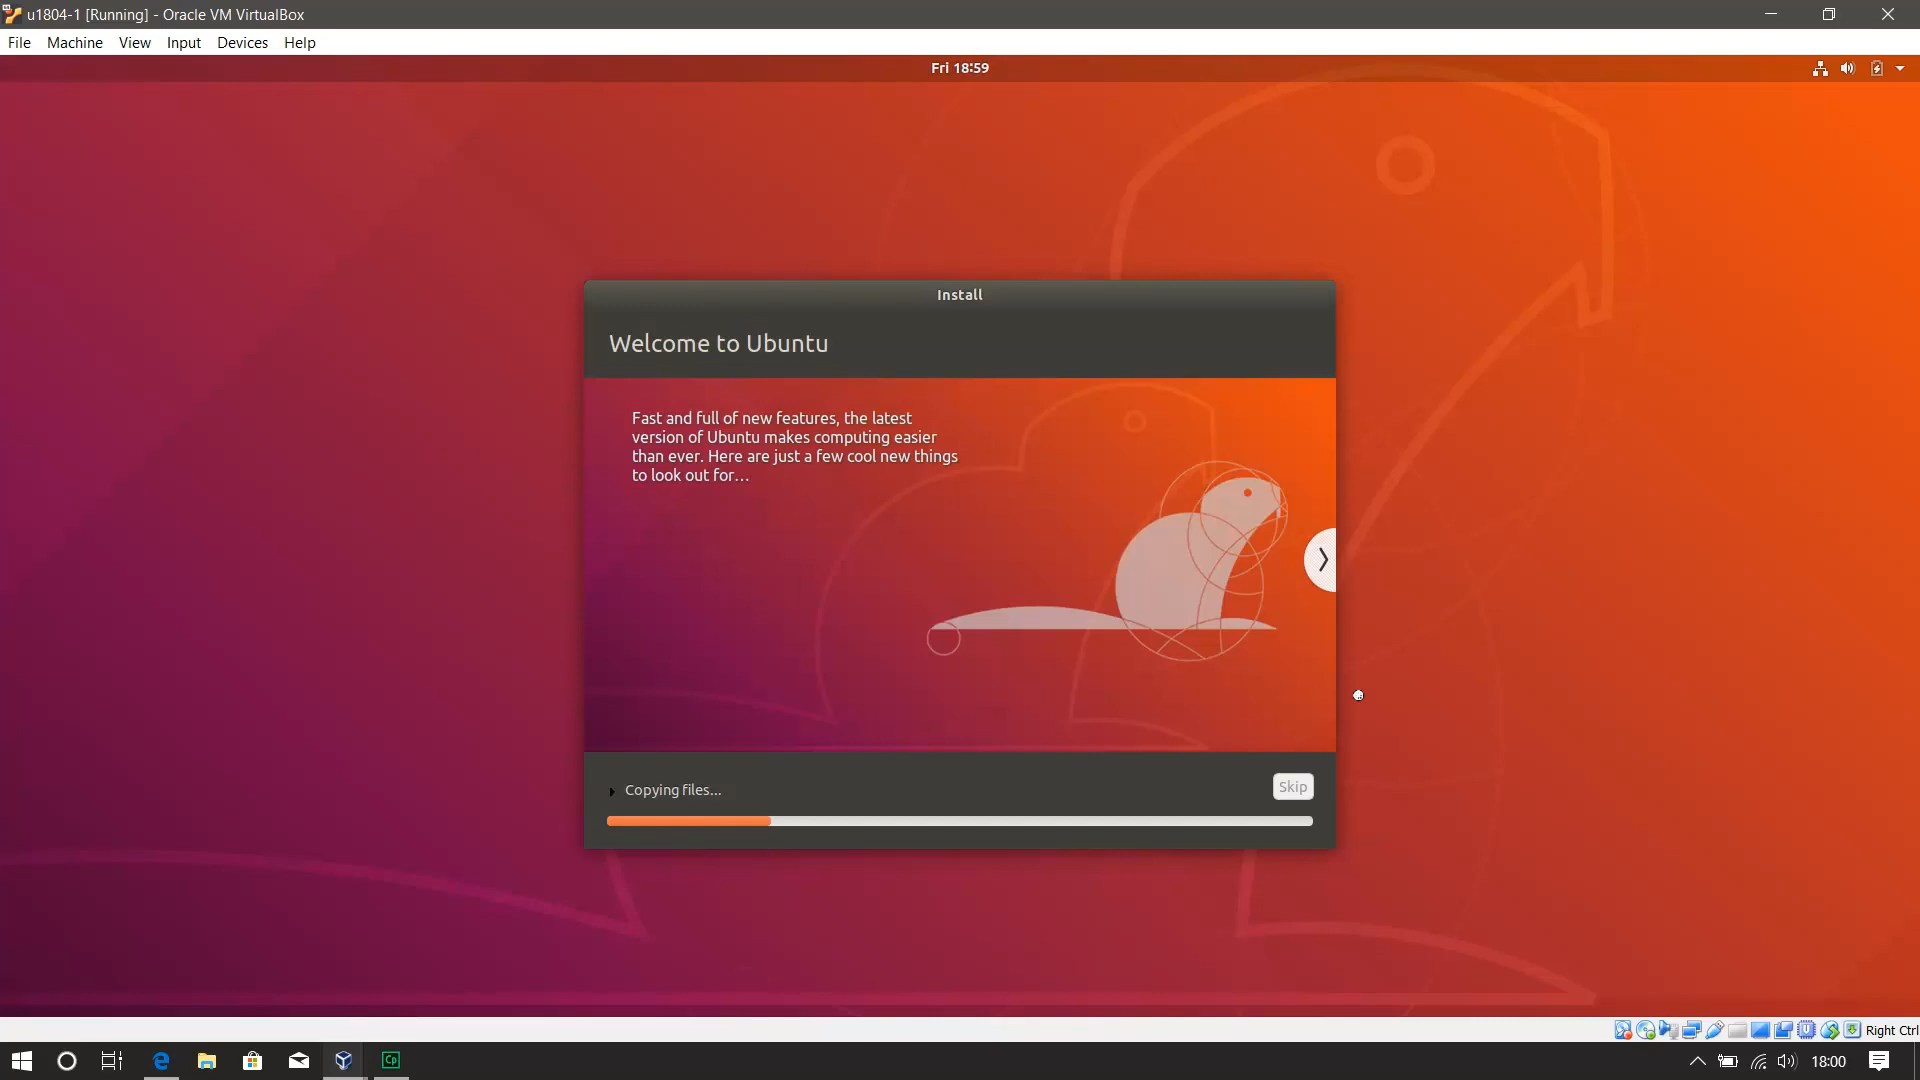 u1804-1 [Running] - Oracle VM VirtualBox
File Machine View Input Devices Help
Fri 18:59
Install
Welcome to Ubuntu
Fast and full of new features, the latest
version of Ubuntu makes computing easier
than ever. Here are just a few cool new things
to look out for…
Copying files...
Skip
Right Ctrl
Cp
18:00